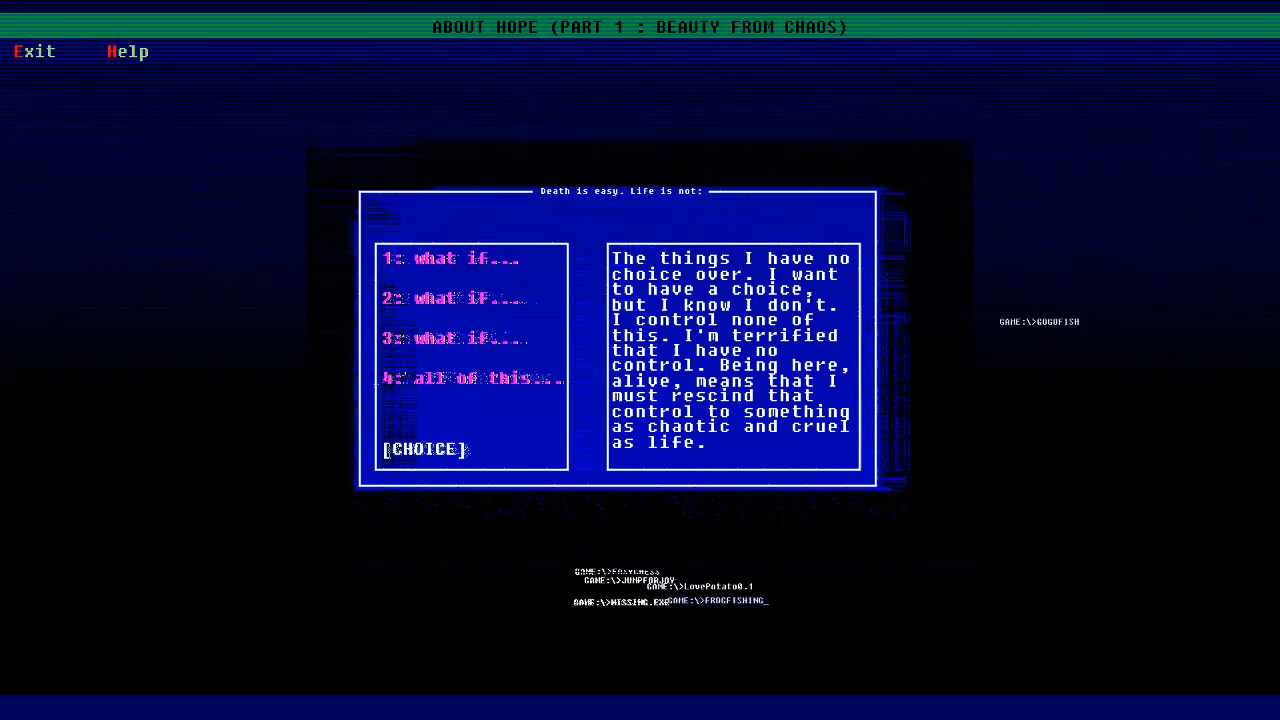 ABOUT HOPE (PART 1 : BEAUTY FROM CHAOS)
Exit Help
Death is easy. Life is not:
1: what if...
2: what if...
3: what if...
4: all of this...
[CHOICE]
The things I have no
choice over. I want
to have a choice,
but I know I don't.
I control none of
this. I'm terrified
that I have no
control. Being here,
alive, means that I
must rescind that
control to something
as chaotic and cruel
as life.
GAME:\>GOGOFISH
GAME:\>EASYCHESS
GAME:\>JUMPFORJOY
GAME:\>LovePotato0.1
GAME:\>MISSING.EXE
GAME:\>FROGFISHING_